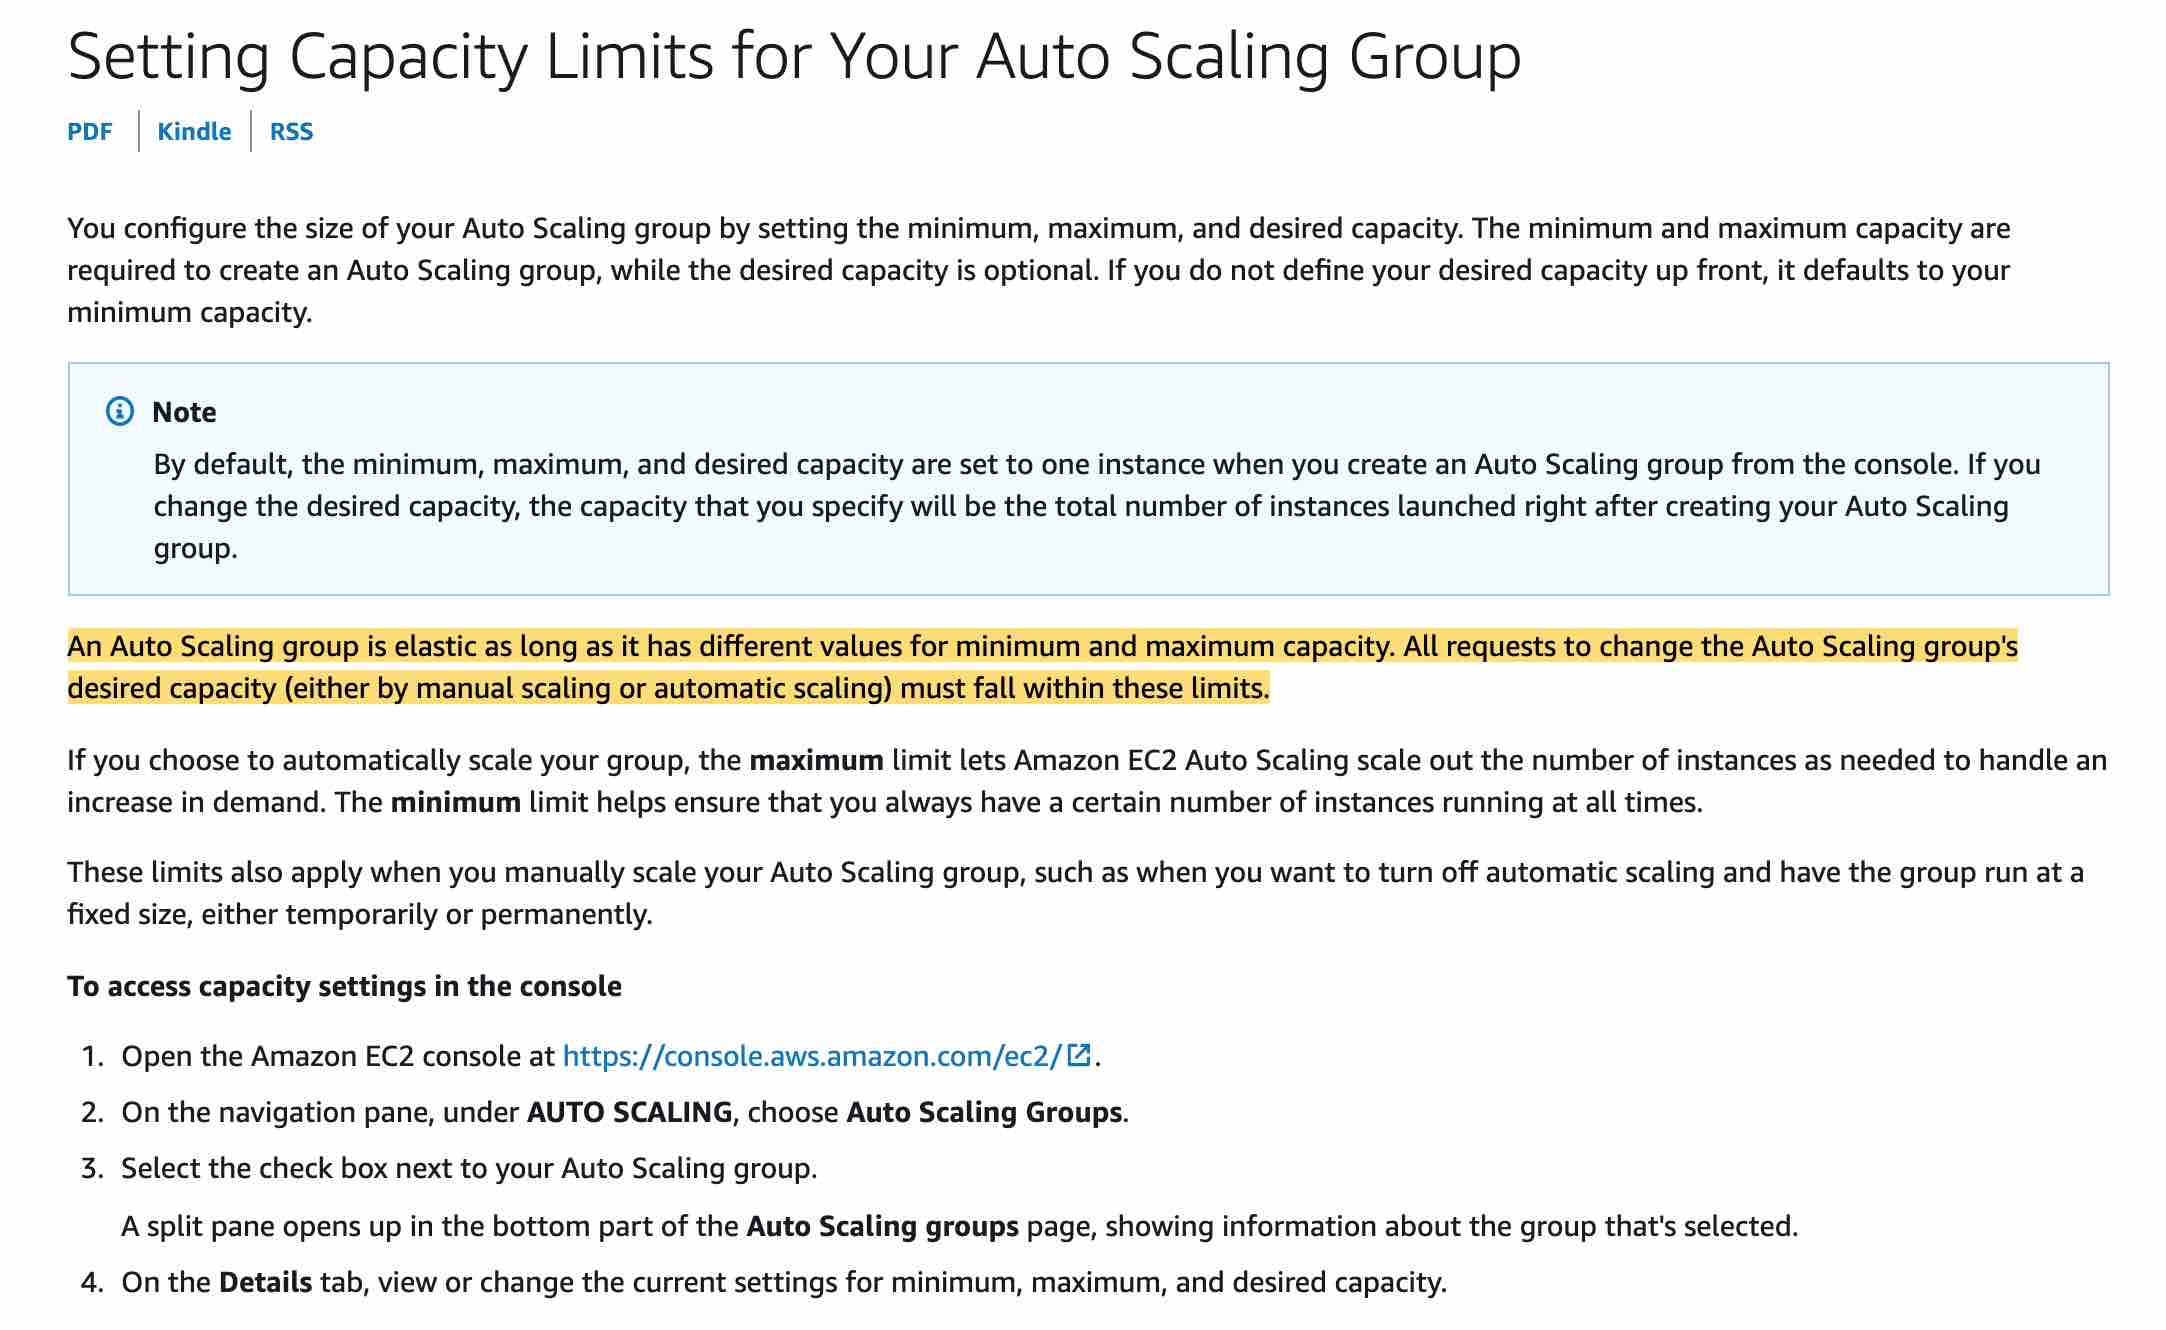 Setting Capacity Limits for Your Auto Scaling Group
PDF Kindle RSS
You configure the size of your Auto Scaling group by setting the minimum, maximum, and desired capacity. The minimum and maximum capacity are
required to create an Auto Scaling group, while the desired capacity is optional. If you do not define your desired capacity up front, it defaults to your
minimum capacity.
Note
By default, the minimum, maximum, and desired capacity are set to one instance when you create an Auto Scaling group from the console. If you
change the desired capacity, the capacity that you specify will be the total number of instances launched right after creating your Auto Scaling
group.
An Auto Scaling group is elastic as long as it has different values for minimum and maximum capacity. All requests to change the Auto Scaling group's
desired capacity (either by manual scaling or automatic scaling) must fall within these limits.
If you choose to automatically scale your group, the maximum limit lets Amazon EC2 Auto Scaling scale out the number of instances as needed to handle an
increase in demand. The minimum limit helps ensure that you always have a certain number of instances running at all times.
These limits also apply when you manually scale your Auto Scaling group, such as when you want to turn off automatic scaling and have the group run at a
fixed size, either temporarily or permanently.
To access capacity settings in the console
1. Open the Amazon EC2 console at https://console.aws.amazon.com/ec2/.
2. On the navigation pane, under AUTO SCALING, choose Auto Scaling Groups.
3. Select the check box next to your Auto Scaling group.
A split pane opens up in the bottom part of the Auto Scaling groups page, showing information about the group that's selected.
4. On the Details tab, view or change the current settings for minimum, maximum, and desired capacity.